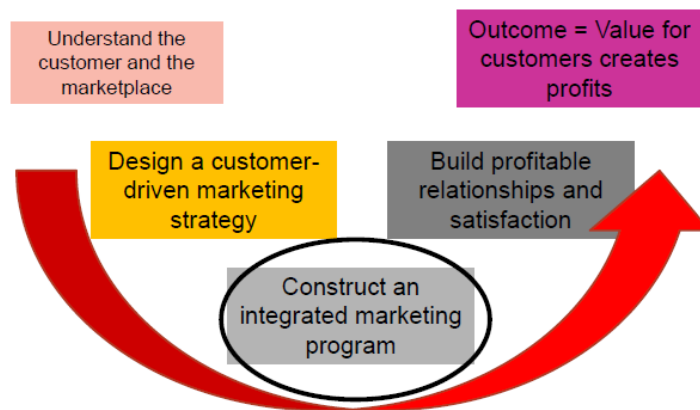 Understand the
customer and the
marketplace
Design a customer-
driven marketing
strategy
Construct an
integrated marketing
program
Build profitable
relationships and
satisfaction
Outcome = Value for
customers creates
profits